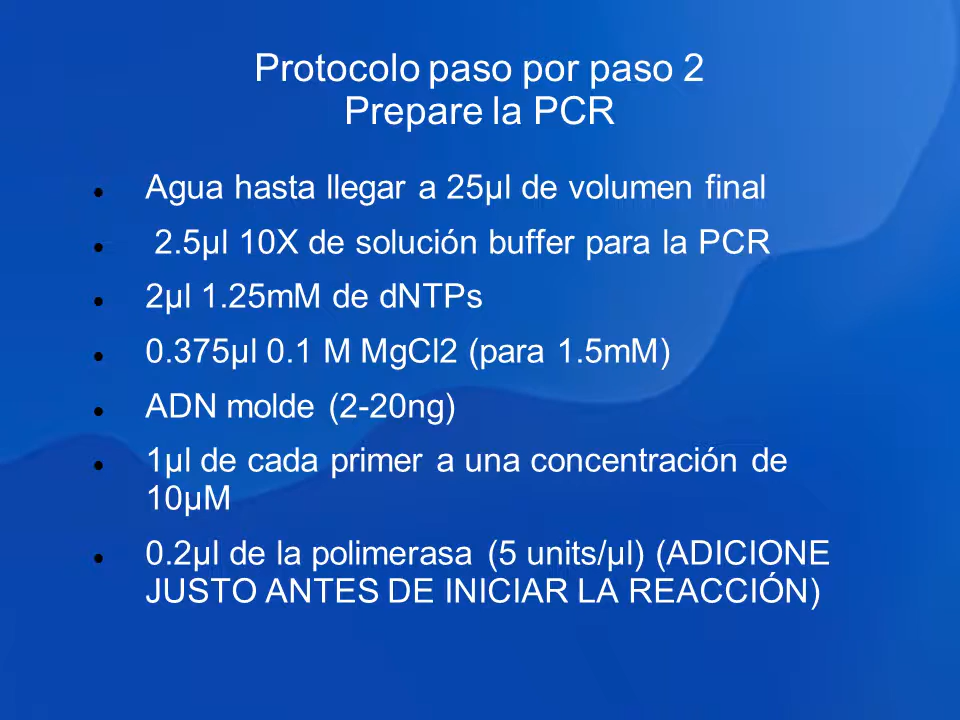 Protocolo paso por paso 2
Prepare la PCR
Agua hasta llegar a 25µl de volumen final
2.5µl 10X de solución buffer para la PCR
2µl 1.25mM de dNTPs
0.375µl 0.1 M MgCl2 (para 1.5mM)
ADN molde (2-20ng)
1µl de cada primer a una concentración de
10µM
0.2µl de la polimerasa (5 units/µl) (ADICIONE
JUSTO ANTES DE INICIAR LA REACCIÓN)